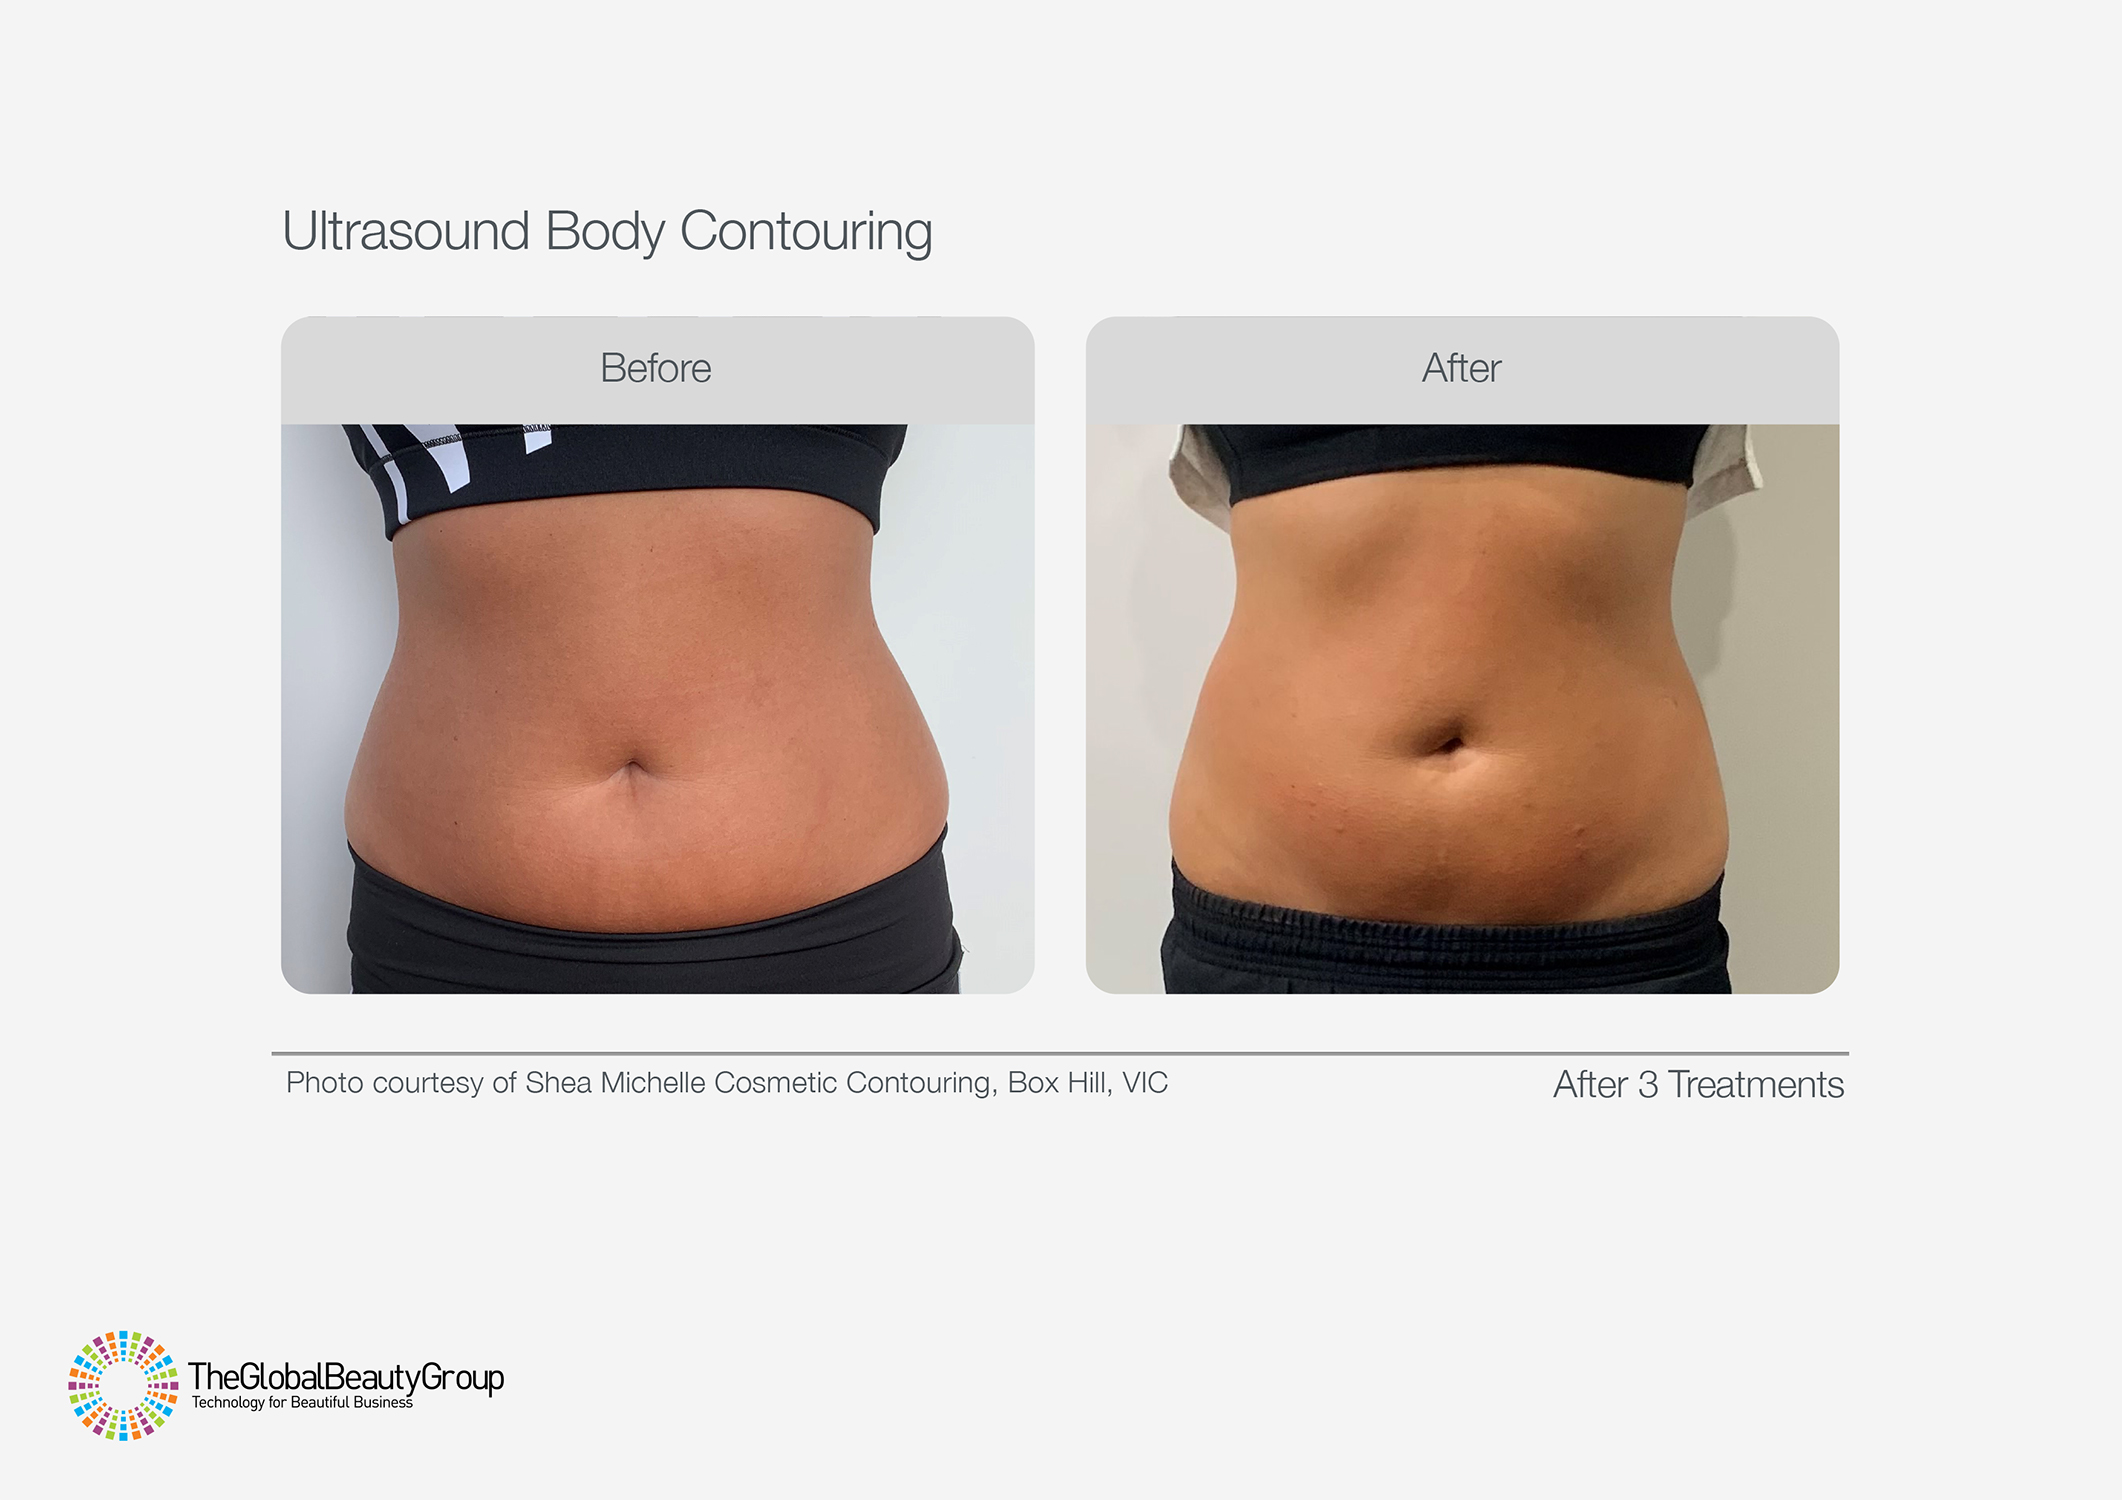 Ultrasound Body Contouring
Before
After
Photo courtesy of Shea Michelle Cosmetic Contouring, Box Hill, VIC
After 3 Treatments
TheGlobalBeautyGroup
Technology for Beautiful Business